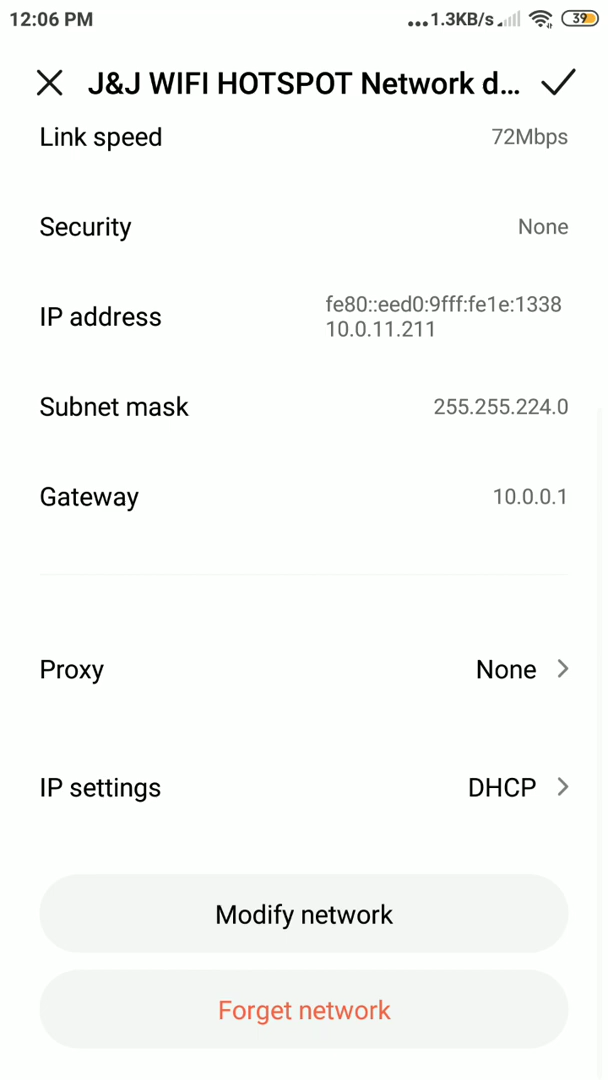 12:06 PM
...1.3KB/s
39
J&J WIFI HOTSPOT Network d...
Link speed
72Mbps
Security
None
IP address
fe80::eed0:9fff:fe1e:1338
10.0.11.211
Subnet mask
255.255.224.0
Gateway
10.0.0.1
Proxy
None
IP settings
DHCP
Modify network
Forget network